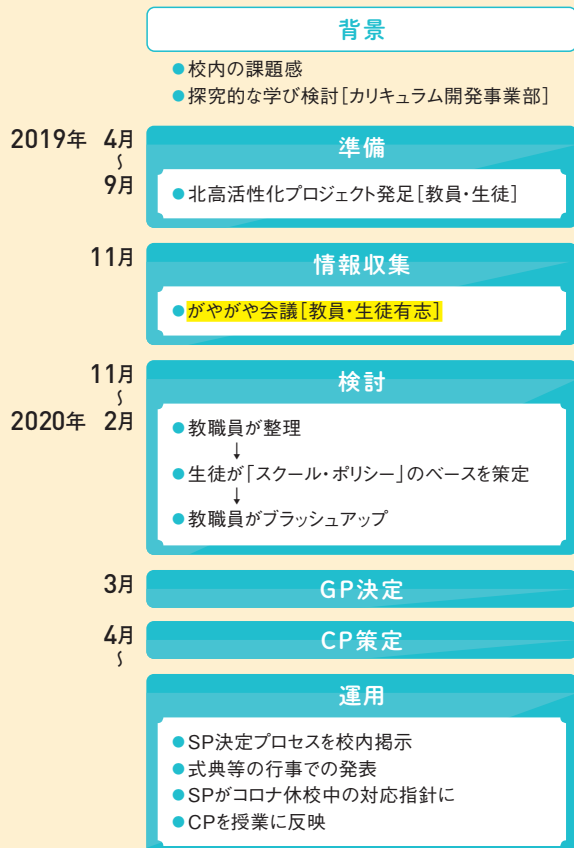 背景
●校内の課題感
●探究的な学び検討[カリキュラム開発事業部]
2019年 4月
〜
9月
準備
●北高活性化プロジェクト発足[教員・生徒]
11月
情報収集
●がやがや会議[教員・生徒有志]
11月
〜
2020年 2月
検討
●教職員が整理
↓
●生徒が「スクール・ポリシー」のベースを策定
↓
●教職員がブラッシュアップ
3月
GP決定
4月
〜
CP策定
運用
●SP決定プロセスを校内掲示
●式典等の行事での発表
●SPがコロナ休校中の対応指針に
●CPを授業に反映